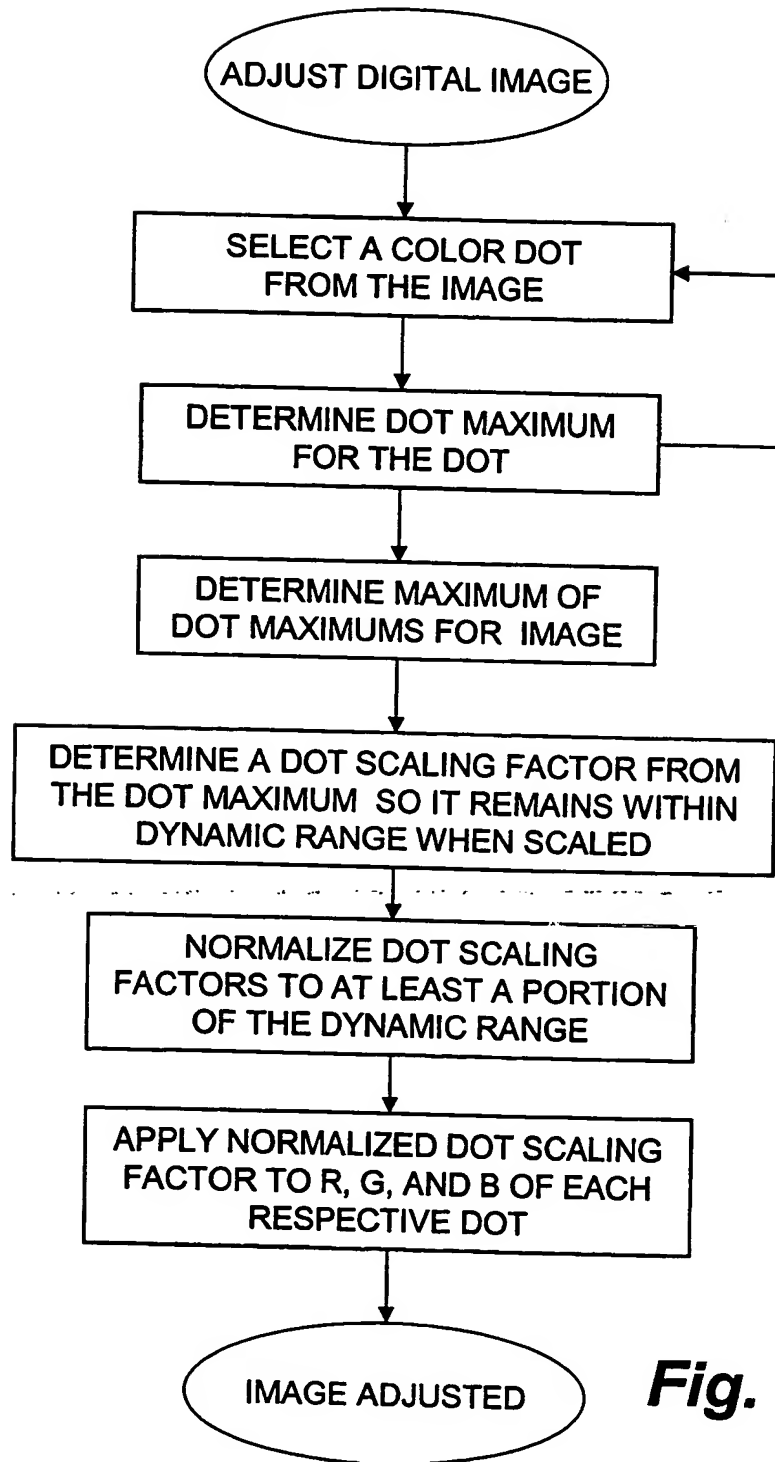 ADJUST DIGITAL IMAGE
SELECT A COLOR DOT
FROM THE IMAGE
DETERMINE DOT MAXIMUM
FOR THE DOT
DETERMINE MAXIMUM OF
DOT MAXIMUMS FOR IMAGE
DETERMINE A DOT SCALING FACTOR FROM
THE DOT MAXIMUM SO IT REMAINS WITHIN
DYNAMIC RANGE WHEN SCALED
NORMALIZE DOT SCALING
FACTORS TO AT LEAST A PORTION
OF THE DYNAMIC RANGE
APPLY NORMALIZED DOT SCALING
FACTOR TO R, G, AND B OF EACH
RESPECTIVE DOT
IMAGE ADJUSTED
Fig.